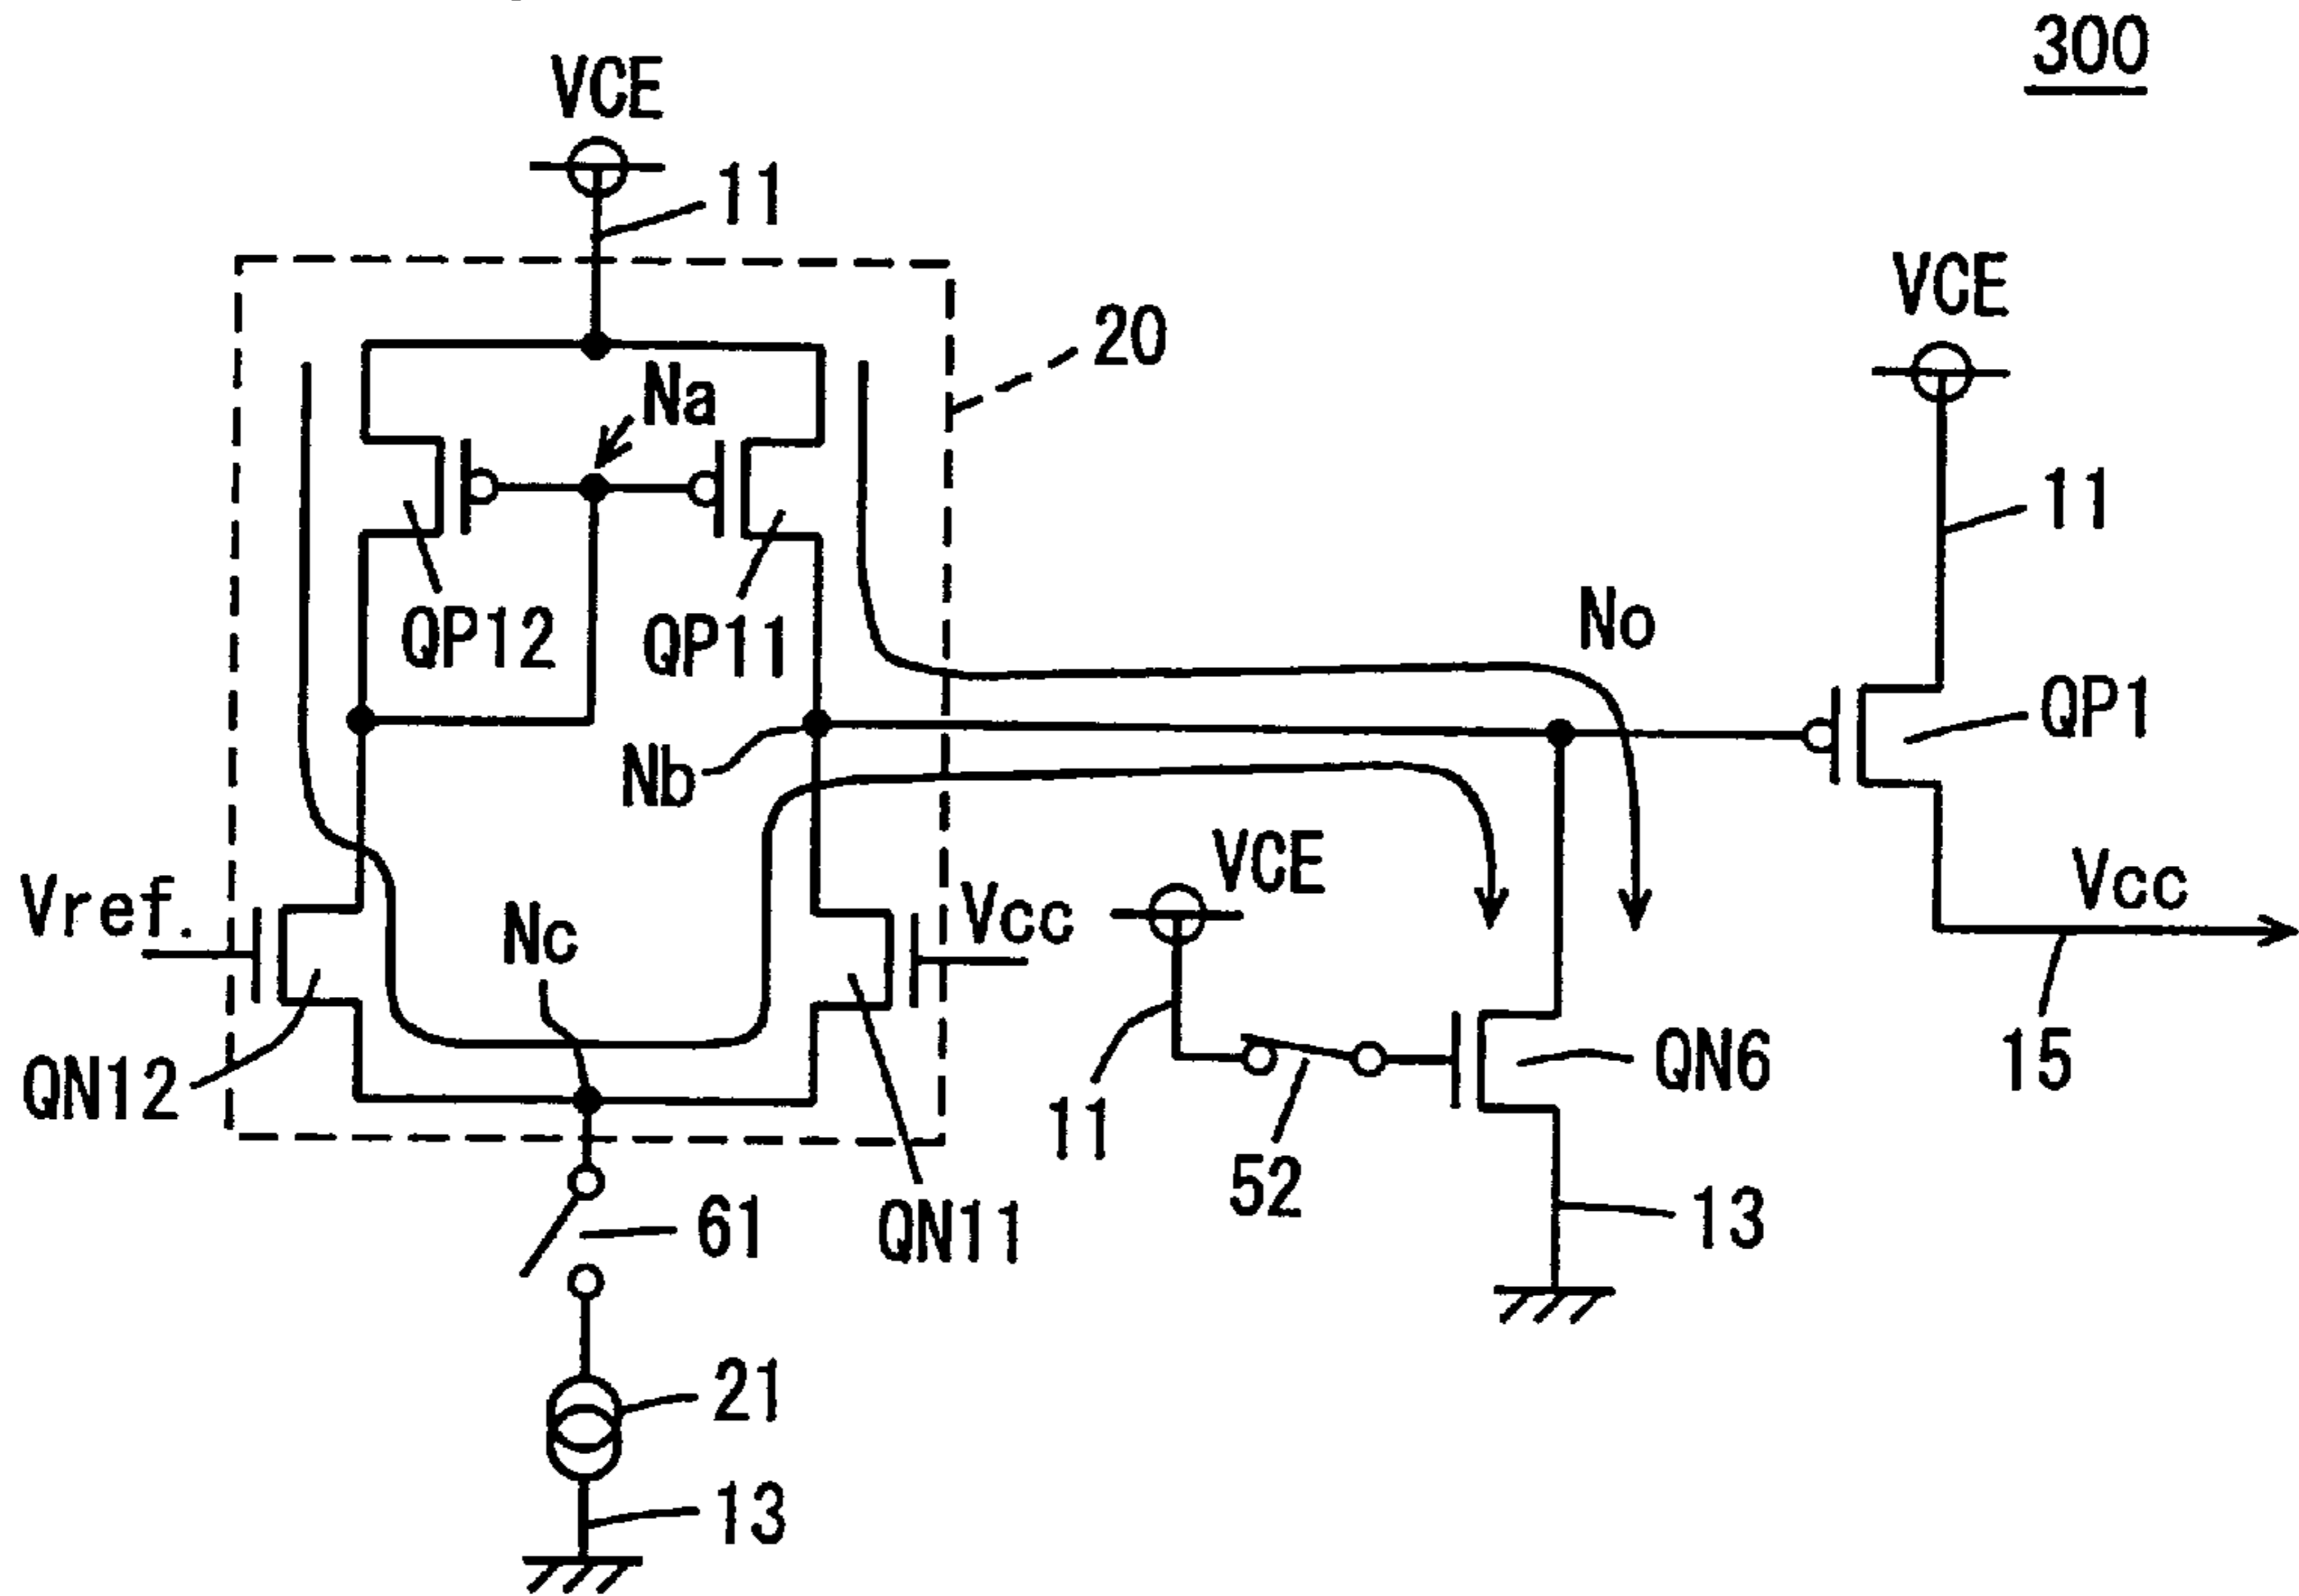 300
VCE
11
20
VCE
Na
11
QP12
QP11
No
QP1
Nb
VCE
Vref.
Nc
Vcc
Vcc
QN12
11
52
QN6
15
61
QN11
13
21
13